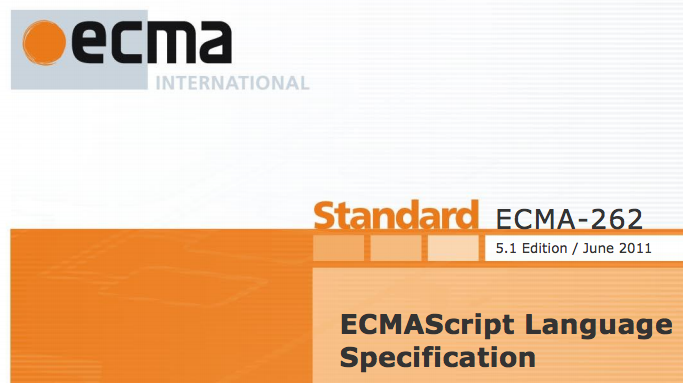 ecma
INTERNATIONAL
Standard ECMA-262
5.1 Edition / June 2011
ECMAScript Language
Specification